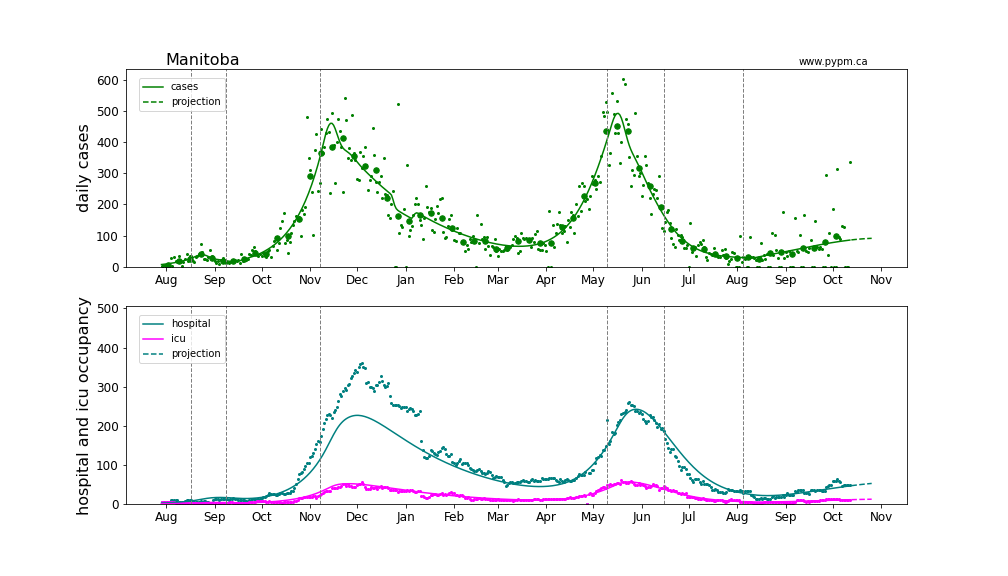 Manitoba
www.pypm.ca
daily cases
cases
projection
600
500
400
300
200
100
0
Aug Sep Oct Nov Dec Jan Feb Mar Apr May Jun Jul Aug Sep Oct Nov
hospital and icu occupancy
hospital
icu
projection
500
400
300
200
100
0
Aug Sep Oct Nov Dec Jan Feb Mar Apr May Jun Jul Aug Sep Oct Nov